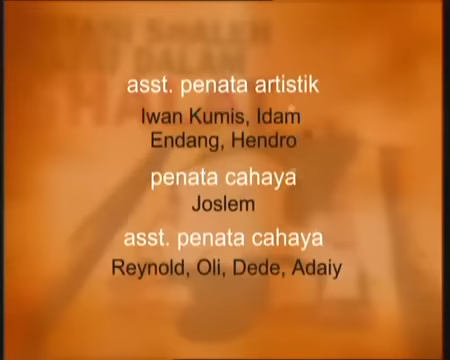 asst. penata artistik
Iwan Kumis, Idam
Endang, Hendro
penata cahaya
Joslem
asst. penata cahaya
Reynold, Oli, Dede, Adaiy